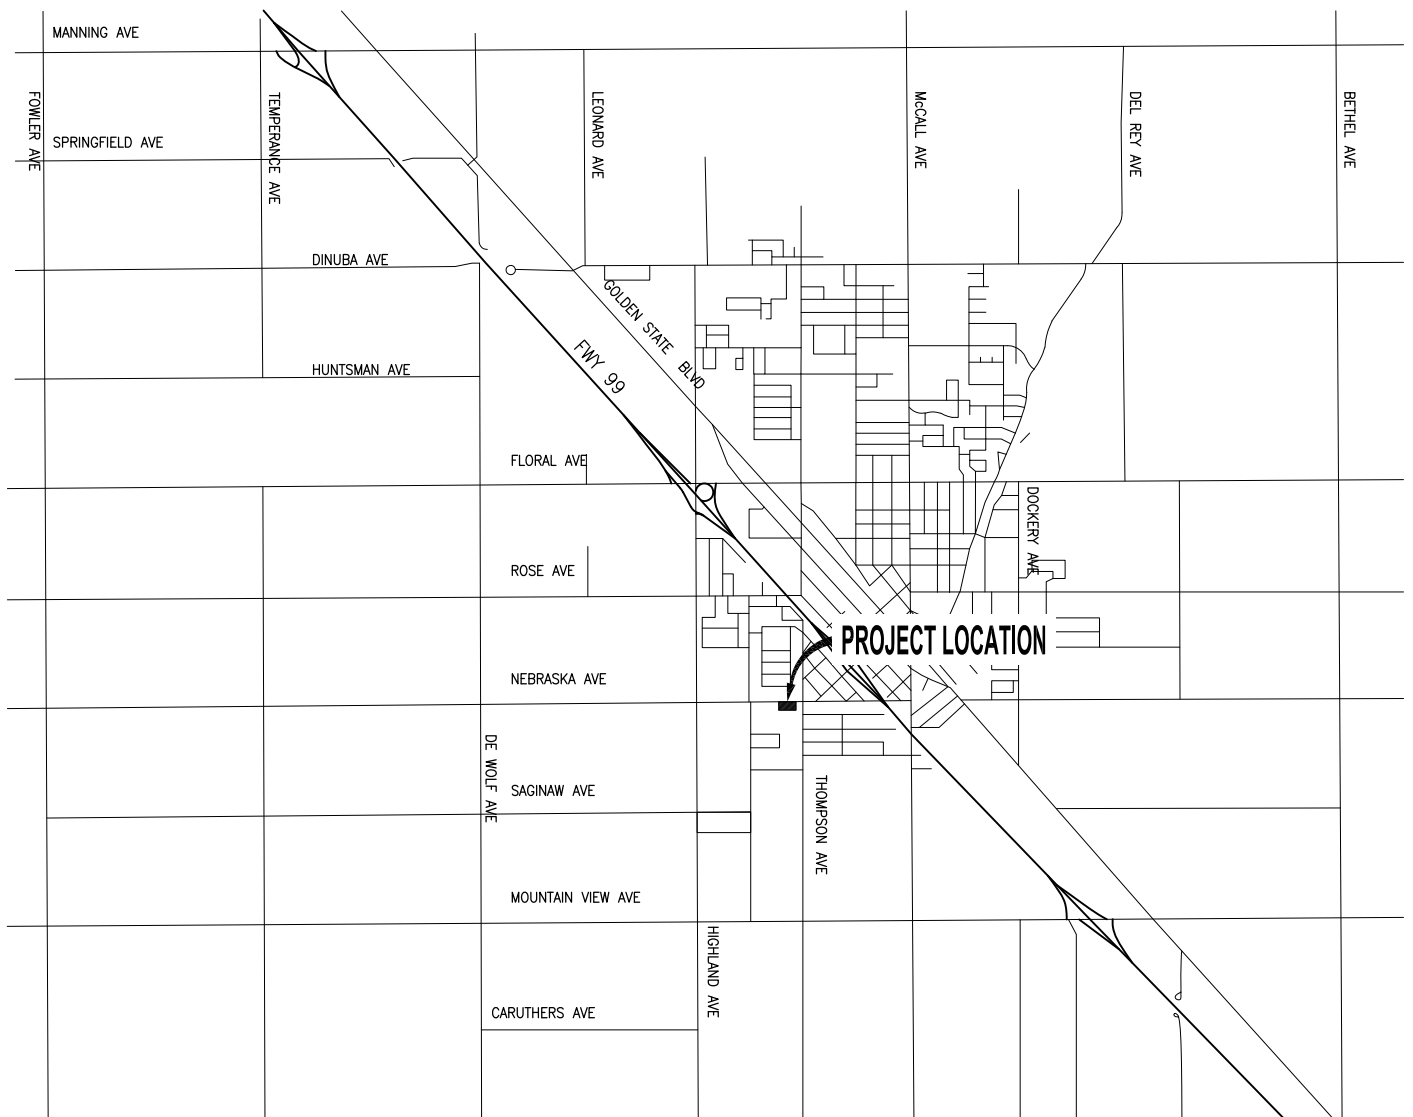 MANNING AVE
FOWLER AVE
TEMPERANCE AVE
LEONARD AVE
McCALL AVE
DEL REY AVE
BETHEL AVE
SPRINGFIELD AVE
DINUBA AVE
GOLDEN STATE BLVD
FWY 99
HUNTSMAN AVE
FLORAL AVE
DOCKERY AVE
ROSE AVE
PROJECT LOCATION
NEBRASKA AVE
DE WOLF AVE
SAGINAW AVE
THOMPSON AVE
MOUNTAIN VIEW AVE
HIGHLAND AVE
CARUTHERS AVE